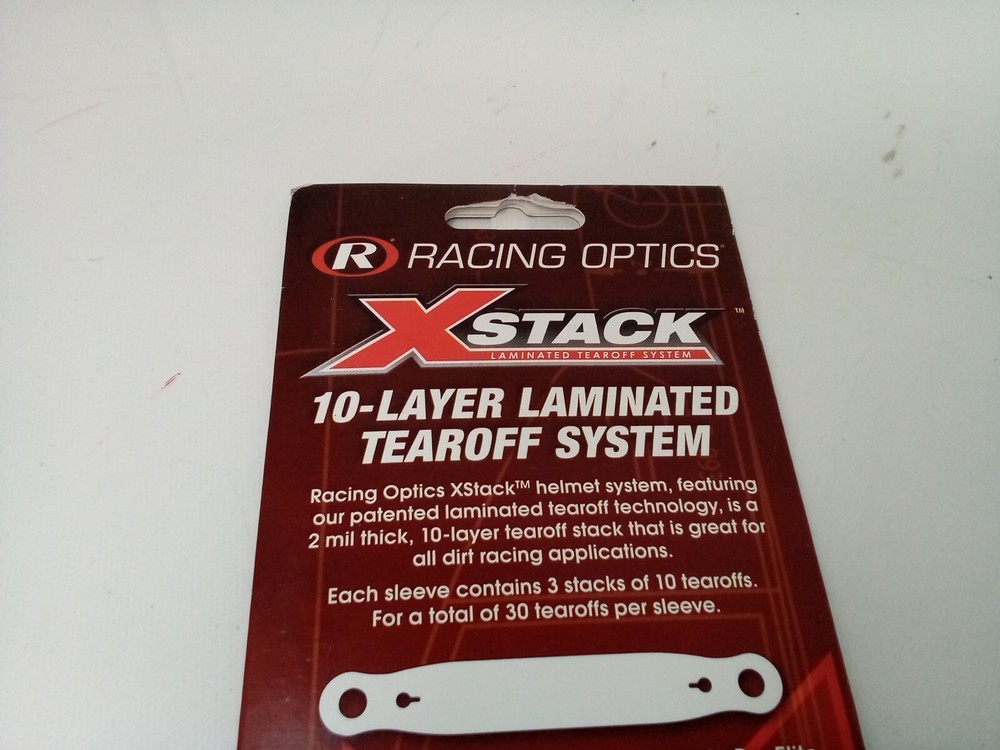 R RACING OPTICS
XSTACK ™
LAMINATED TEAROFF SYSTEM
10-LAYER LAMINATED
TEAROFF SYSTEM
Racing Optics XStack™ helmet system, featuring
our patented laminated tearoff technology, is a
2 mil thick, 10-layer tearoff stack that is great for
all dirt racing applications.
Each sleeve contains 3 stacks of 10 tearoffs.
For a total of 30 tearoffs per sleeve.